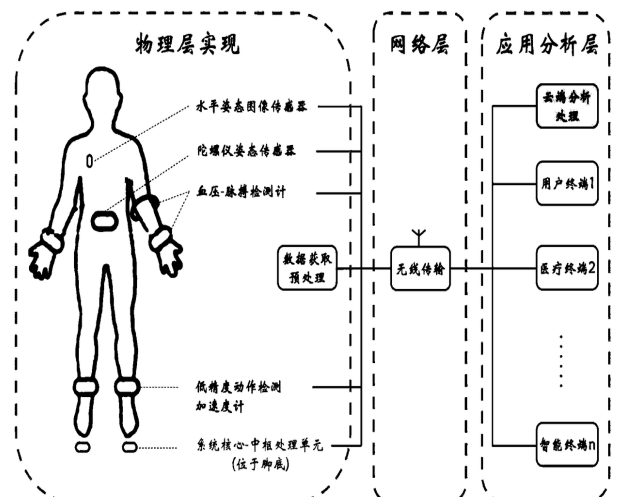 物理层实现
网络层
应用分析层
水平姿态图像传感器
陀螺仪姿态传感器
血压-脉搏检测计
数据获取
预处理
低精度动作检测
加速度计
系统核心-中枢处理单元
(位于脚底)
无线传输
云端分析
处理
用户终端1
医疗终端2
智能终端n